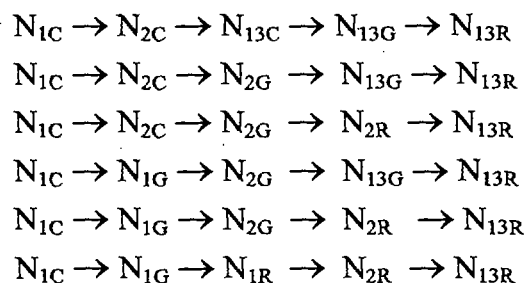 N1C → N2C → N13C → N13G → N13R
N1C → N2C → N2G → N13G → N13R
N1C → N2C → N2G → N2R → N13R
N1C → N1G → N2G → N13G → N13R
N1C → N1G → N2G → N2R → N13R
N1C → N1G → N1R → N2R → N13R